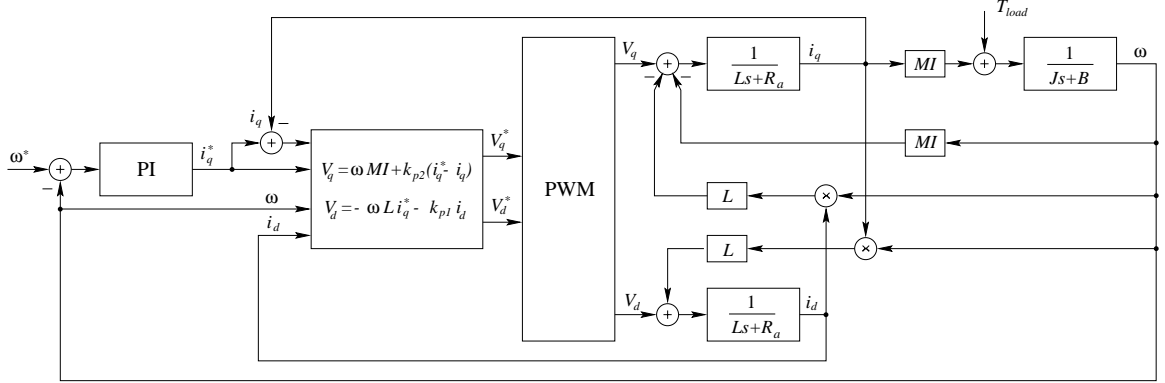 T_load
V_q
1
Ls+R_a
i_q
MI
1
Js+B
ω
i_q
ω*
PI
i_q*
V_q = ω MI + k_p2 (i_q* - i_q)
V_d = - ω L i_q* - k_p1 i_d
V_q*
V_d*
PWM
MI
L
ω
i_d
L
V_d
1
Ls+R_a
i_d